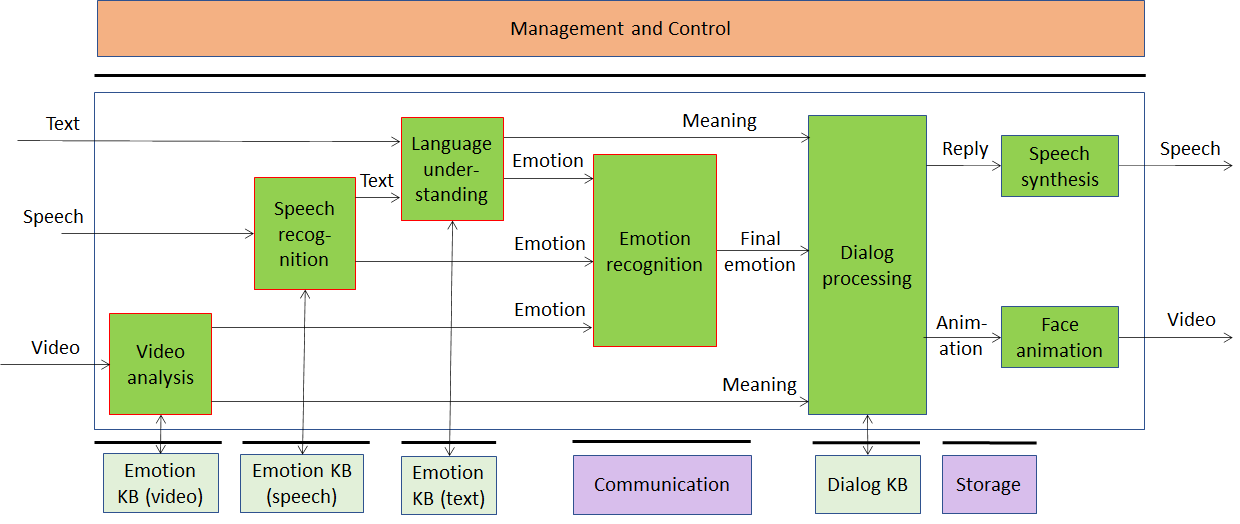 Management and Control
Text
Language
under-
standing
Meaning
Emotion
Text
Speech
Speech
recog-
nition
Emotion
Emotion
recognition
Final
emotion
Dialog
processing
Reply
Speech
synthesis
Speech
Video
Video
analysis
Emotion
Meaning
Anim-
ation
Face
animation
Video
Emotion
KB (video)
Emotion KB
(speech)
Emotion
KB (text)
Communication
Dialog KB
Storage